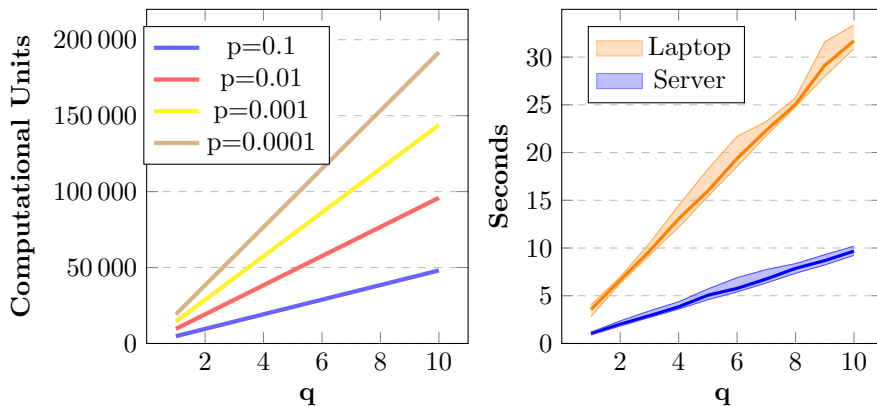 Computational Units
200 000
150 000
100 000
50 000
0
2 4 6 8 10
q
p=0.1
p=0.01
p=0.001
p=0.0001
Seconds
30
25
20
15
10
5
0
2 4 6 8 10
q
Laptop
Server